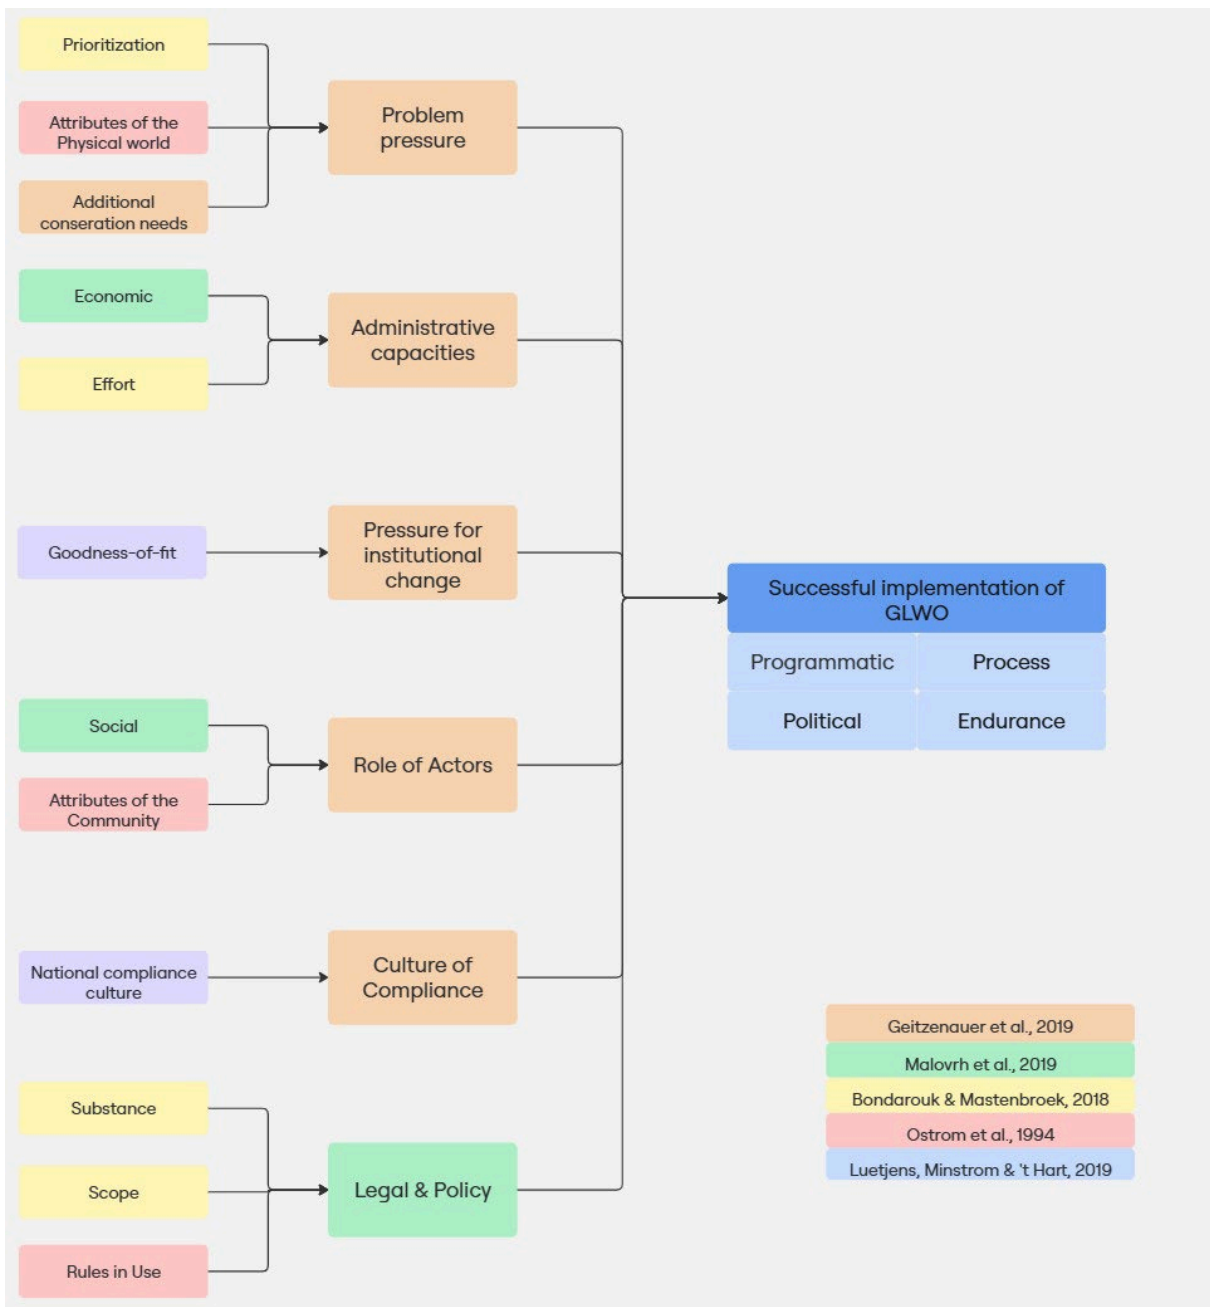 Prioritization
Attributes of the
Physical world
Additional
conseration needs
Problem
pressure
Economic
Effort
Administrative
capacities
Goodness-of-fit
Pressure for
institutional
change
Social
Attributes of the
Community
Role of Actors
National compliance
culture
Culture of
Compliance
Substance
Scope
Rules in Use
Legal & Policy
Successful implementation of
GLWO
Programmatic
Process
Political
Endurance
Geitzenauer et al., 2019
Malovrh et al., 2019
Bondarouk & Mastenbroek, 2018
Ostrom et al., 1994
Luetjens, Minstrom & 't Hart, 2019